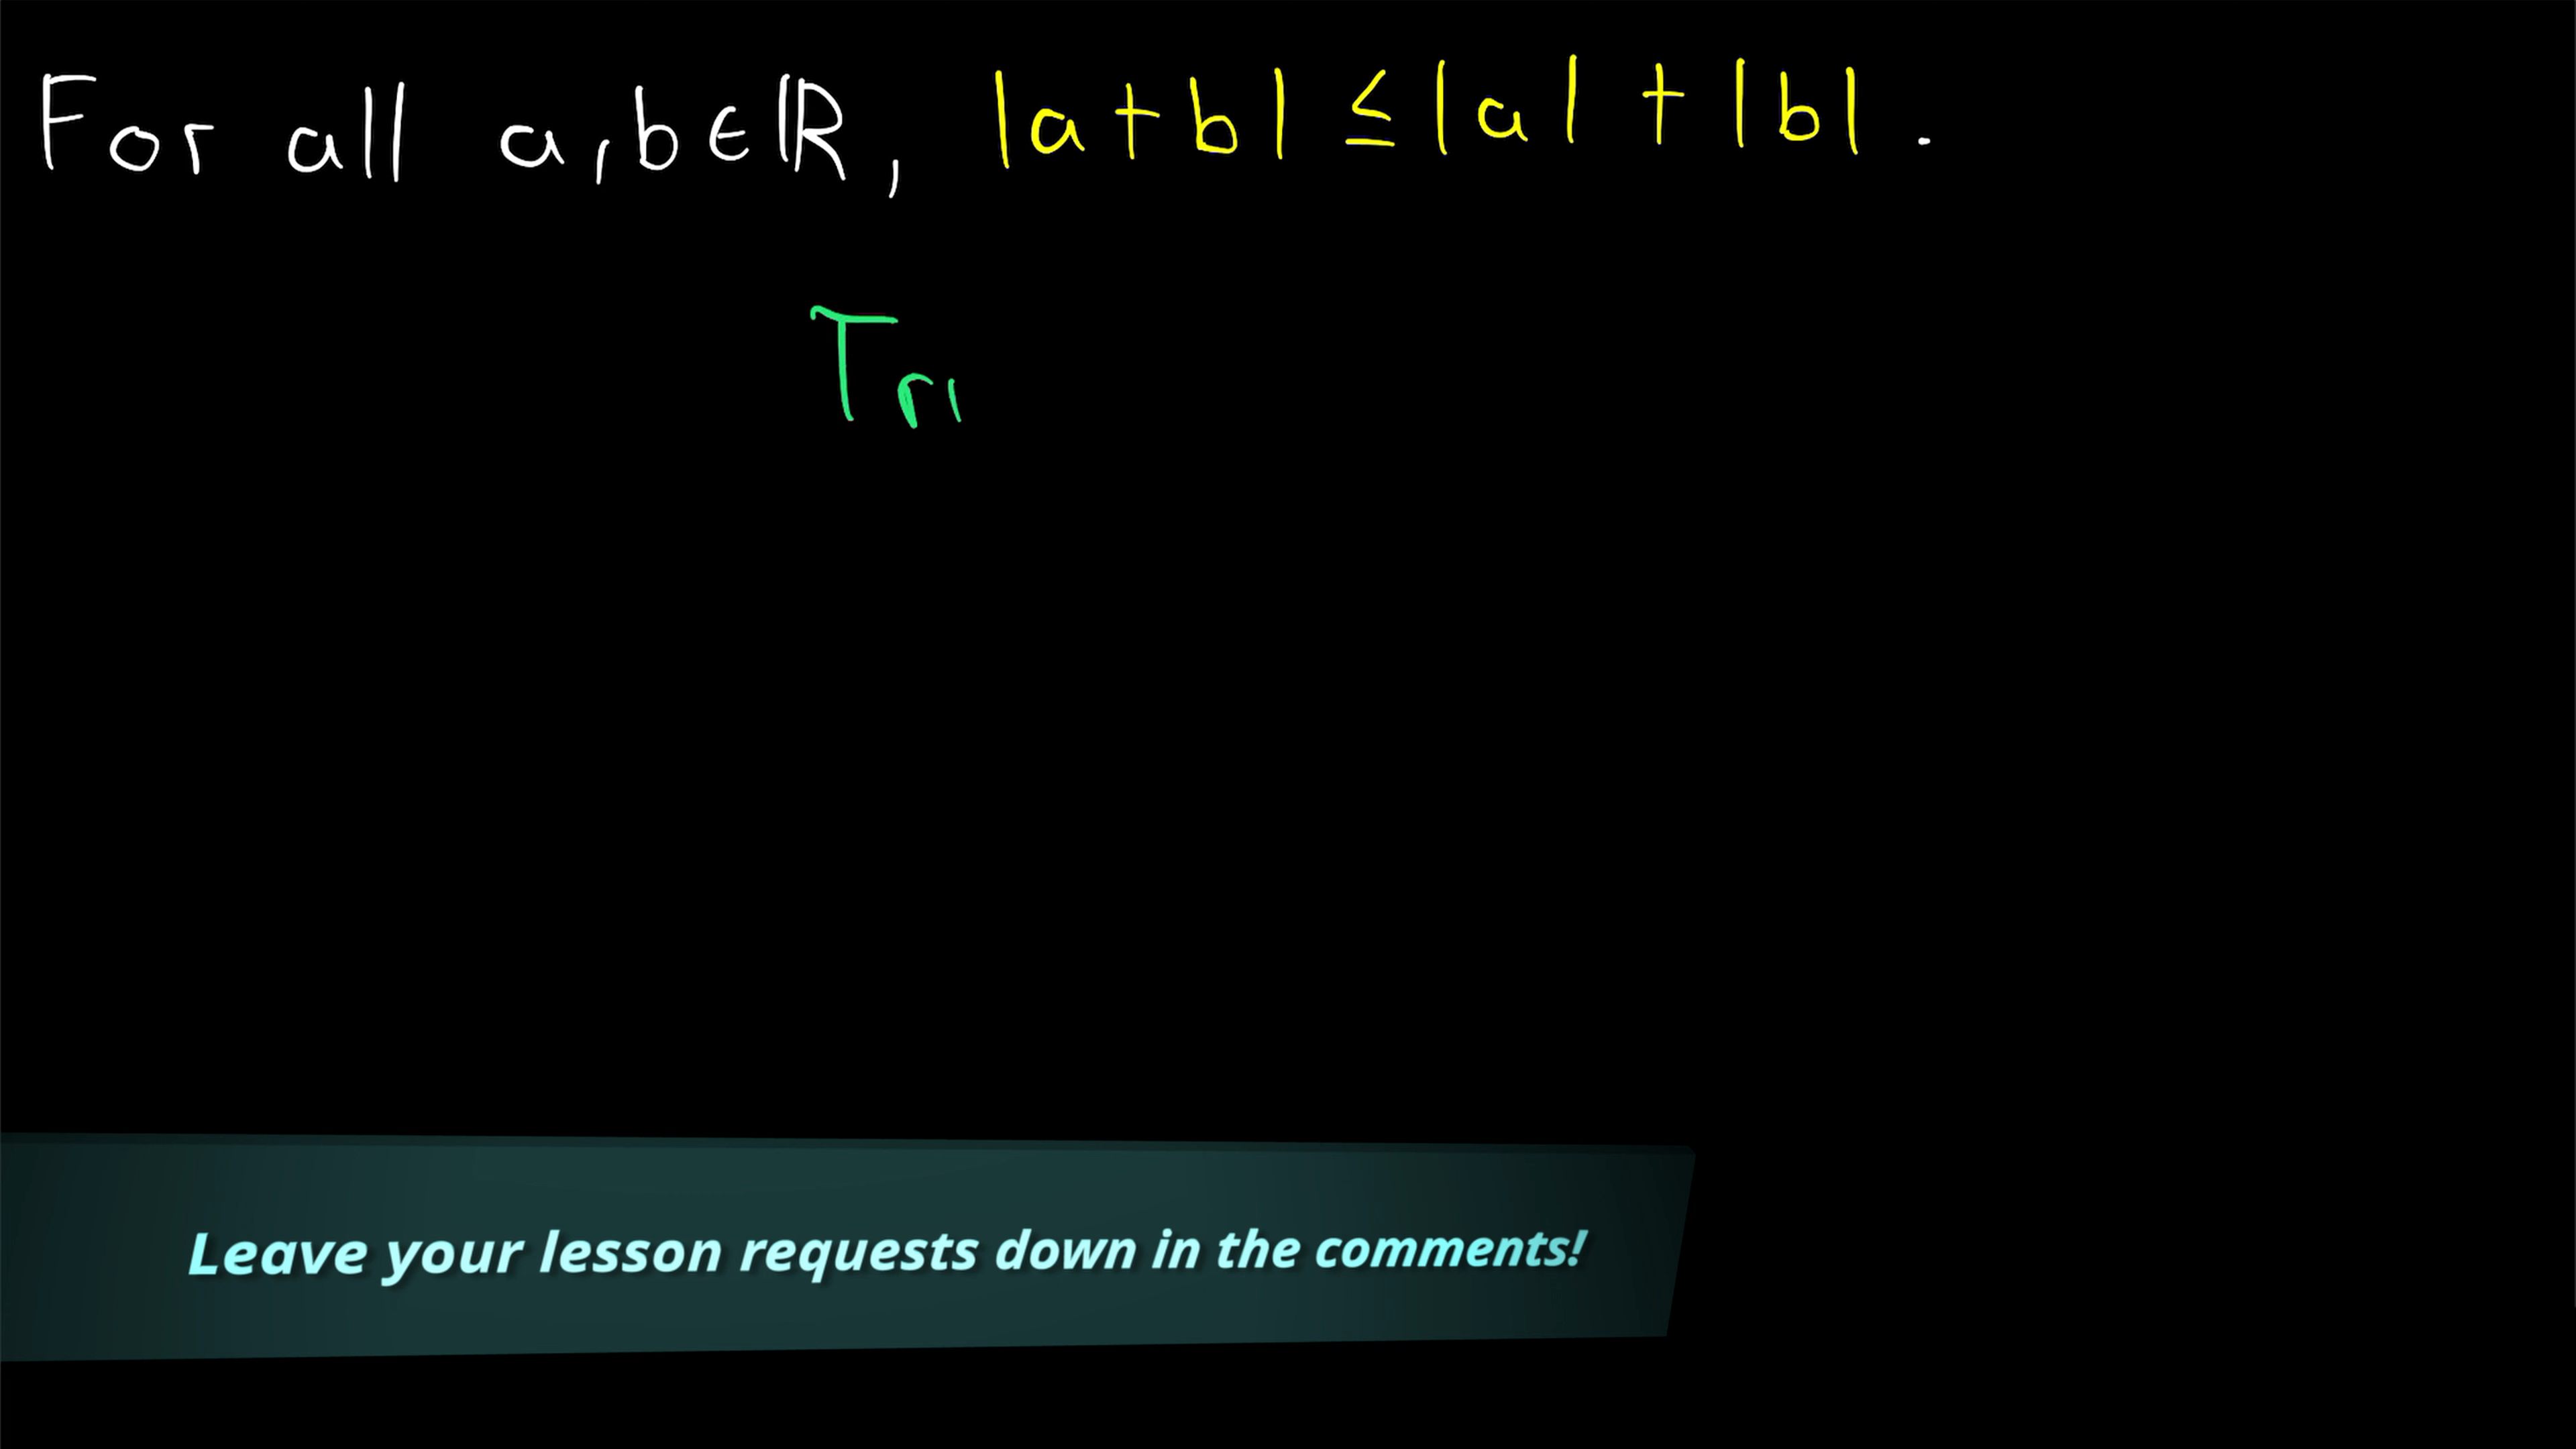 For all a, b ∈ ℝ, |a + b| ≤ |a| + |b|.
Tri
Leave your lesson requests down in the comments!